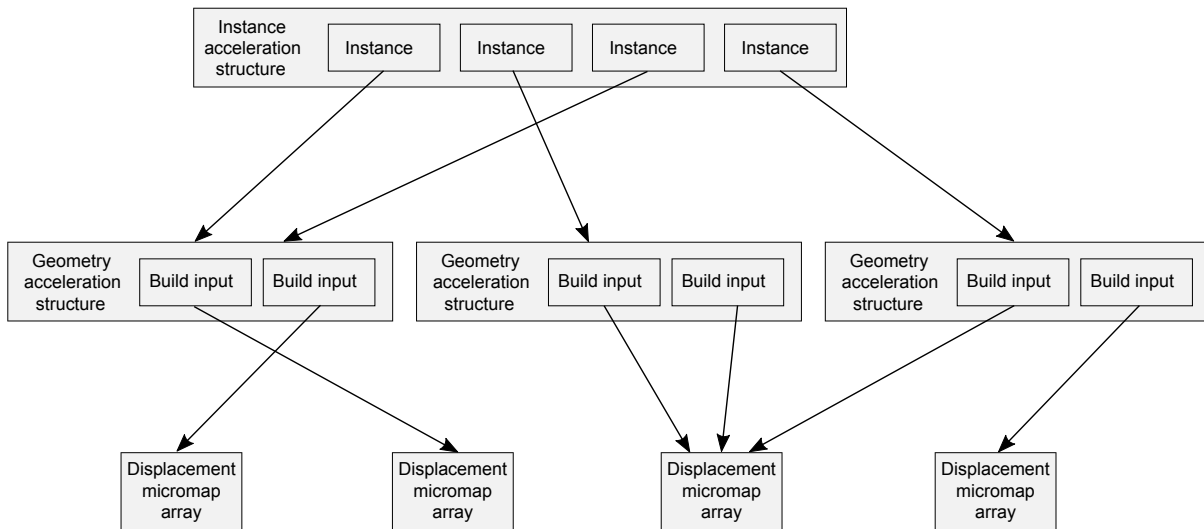 Instance
acceleration
structure
Instance
Instance
Instance
Instance
Geometry
acceleration
structure
Build input
Build input
Geometry
acceleration
structure
Build input
Build input
Geometry
acceleration
structure
Build input
Build input
Displacement
micromap
array
Displacement
micromap
array
Displacement
micromap
array
Displacement
micromap
array